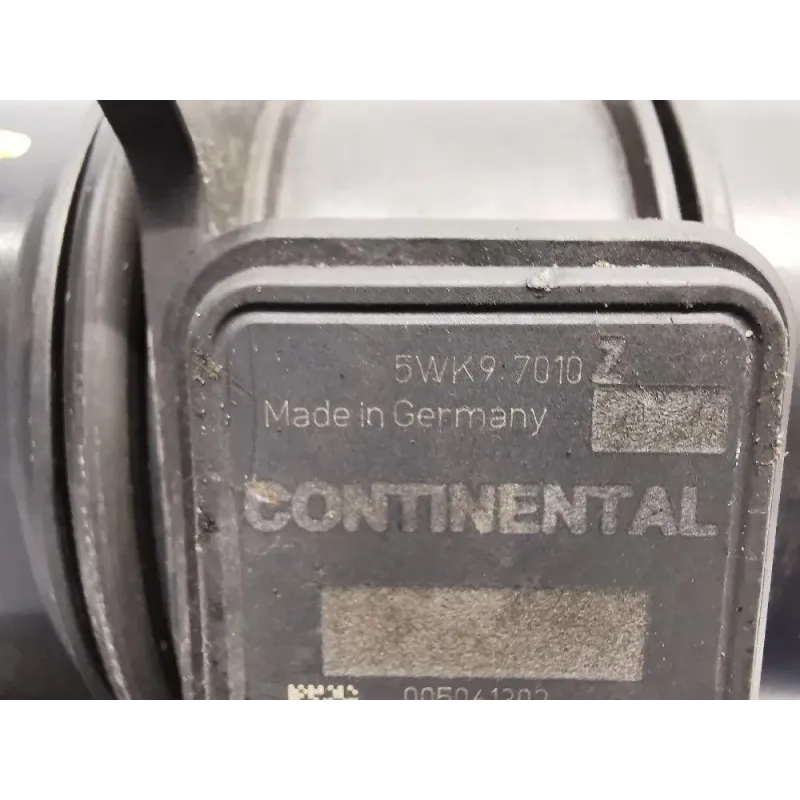 5WK9 7010 Z
Made in Germany
CONTINENTAL